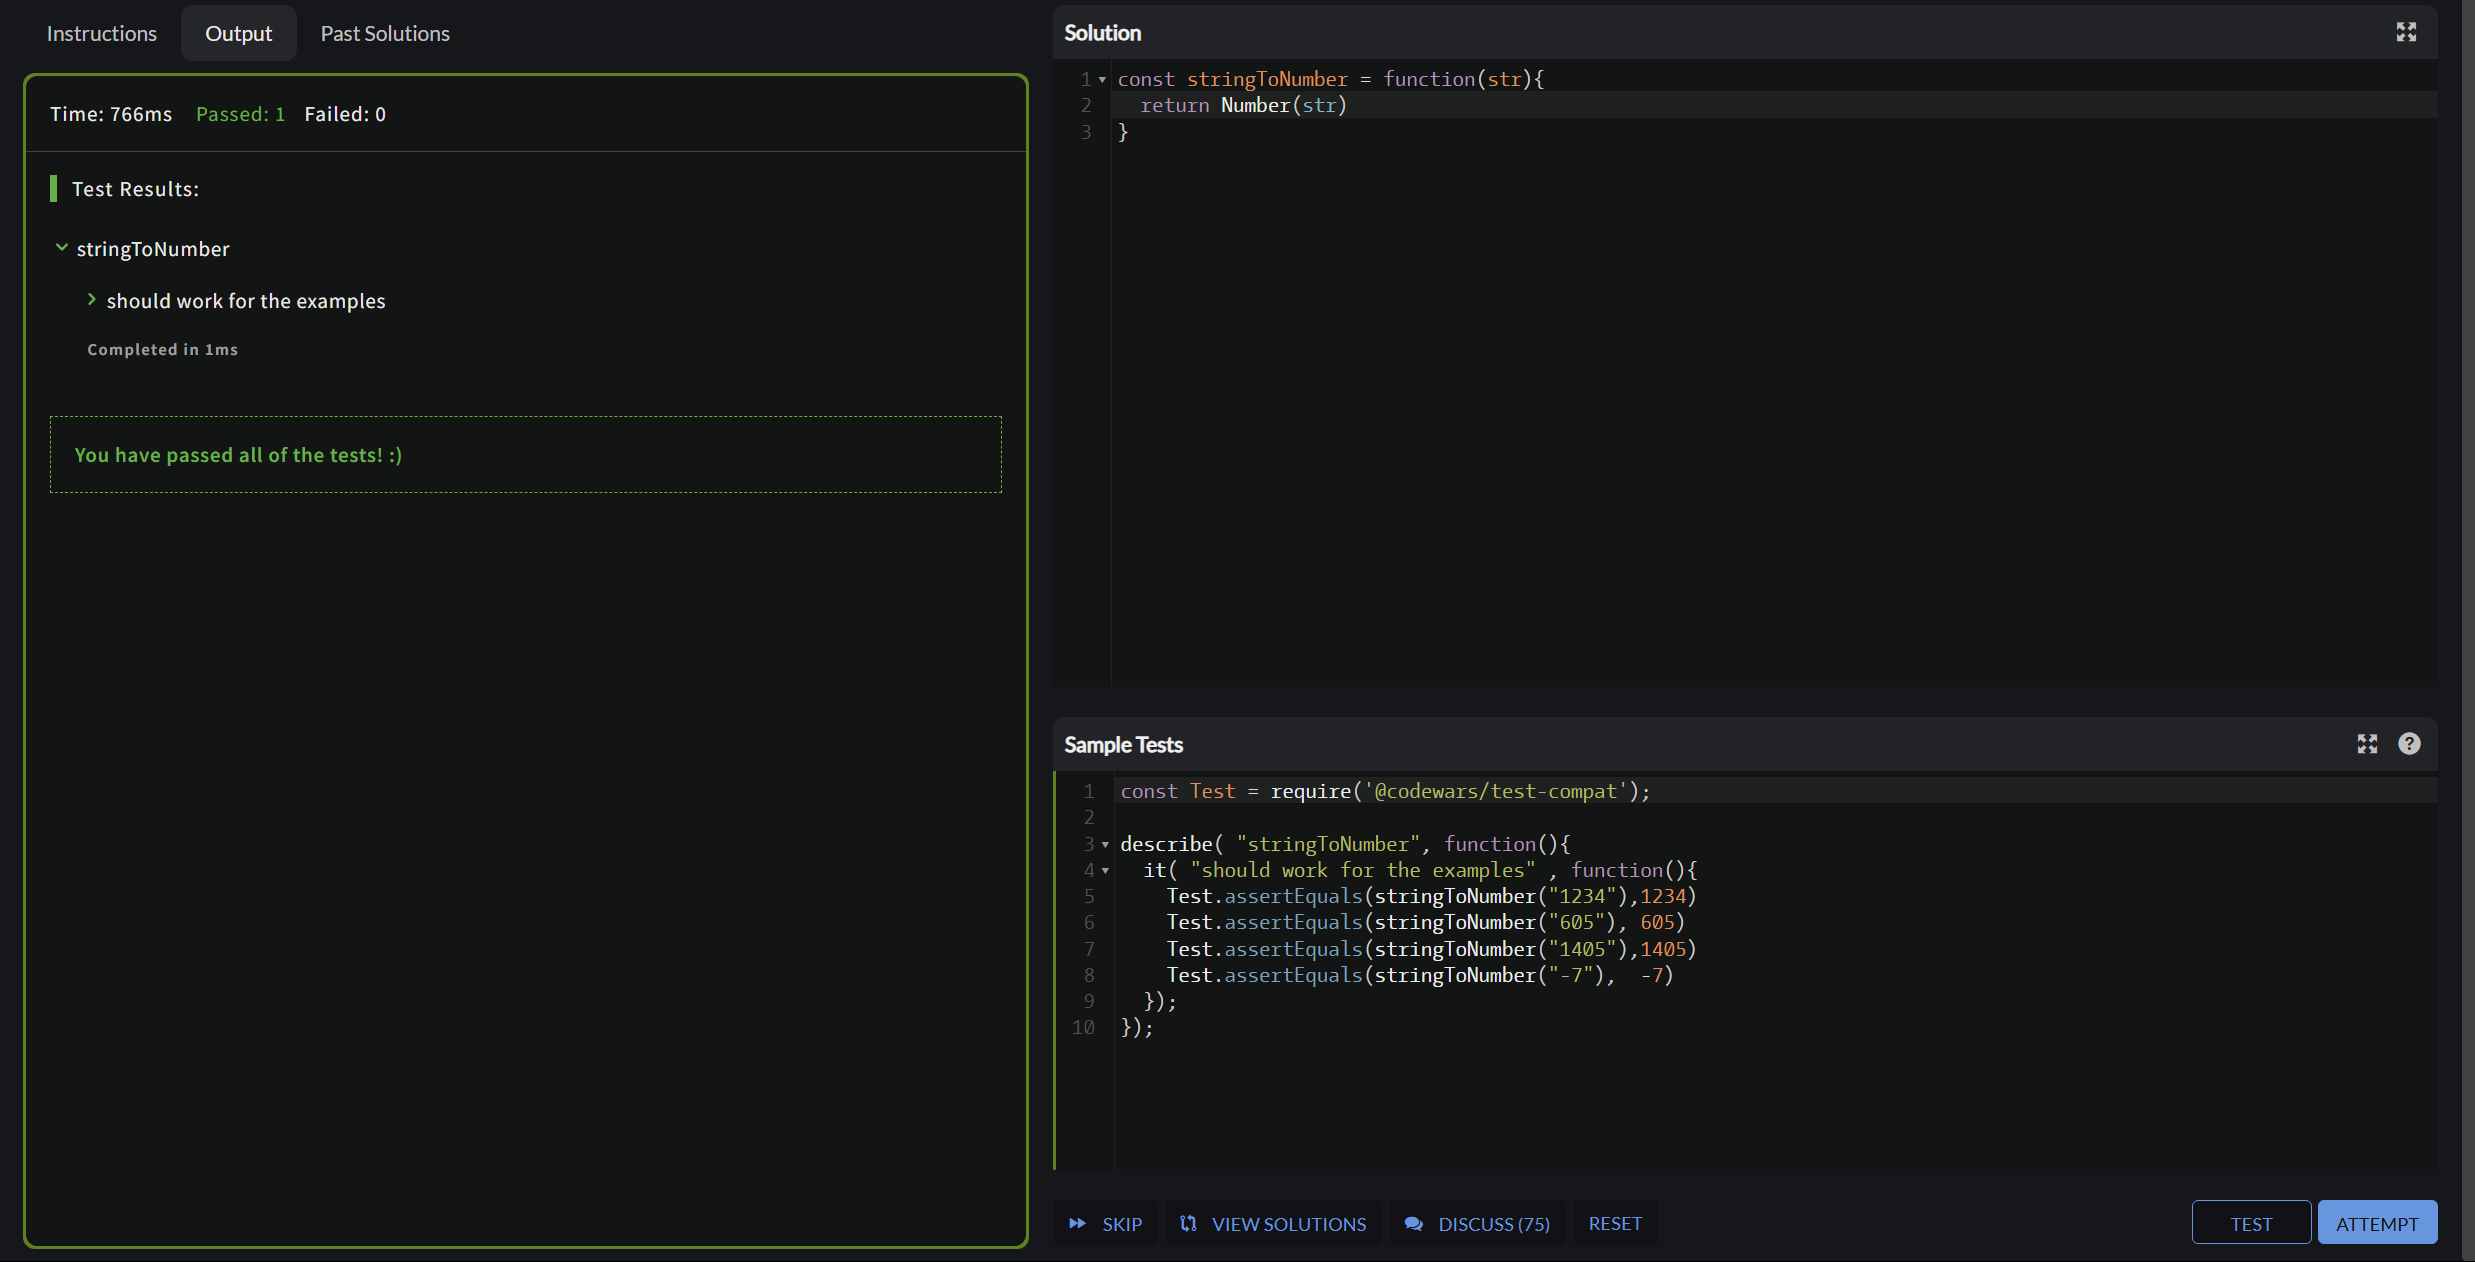 Instructions Output Past Solutions
Time: 766ms Passed: 1 Failed: 0
Test Results:
stringToNumber
should work for the examples
Completed in 1ms
You have passed all of the tests! :)
Solution
1 const stringToNumber = function(str){
2 return Number(str)
3 }
Sample Tests
1 const Test = require('@codewars/test-compat');
2
3 describe( "stringToNumber", function(){
4 it( "should work for the examples" , function(){
5 Test.assertEquals(stringToNumber("1234"),1234)
6 Test.assertEquals(stringToNumber("605"), 605)
7 Test.assertEquals(stringToNumber("1405"),1405)
8 Test.assertEquals(stringToNumber("-7"),  -7)
9 });
10 });
SKIP VIEW SOLUTIONS DISCUSS (75) RESET TEST ATTEMPT